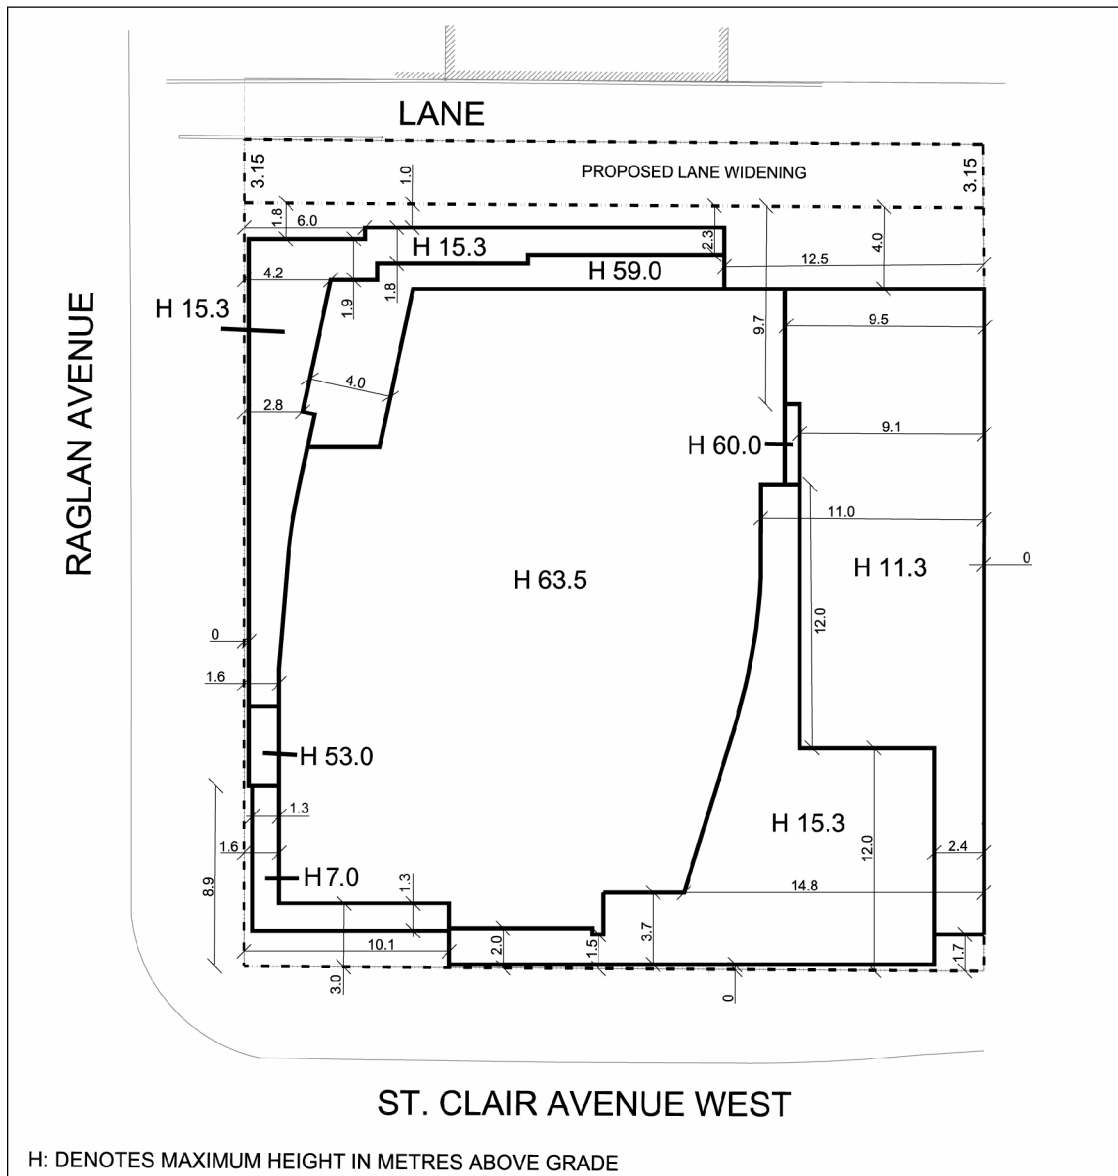 LANE
3.15
PROPOSED LANE WIDENING
3.15
1.0
1.8
6.0
H 15.3
2.3
4.0
12.5
H 59.0
4.2
1.9
1.8
H 15.3
9.7
9.5
4.0
2.8
9.1
H 60.0
11.0
RAGLAN AVENUE
H 63.5
H 11.3
0
12.0
0
1.6
H 53.0
1.3
H 15.3
12.0
2.4
1.6
H 7.0
8.9
1.3
14.8
3.7
10.1
2.0
1.5
1.7
3.0
0
ST. CLAIR AVENUE WEST
H: DENOTES MAXIMUM HEIGHT IN METRES ABOVE GRADE